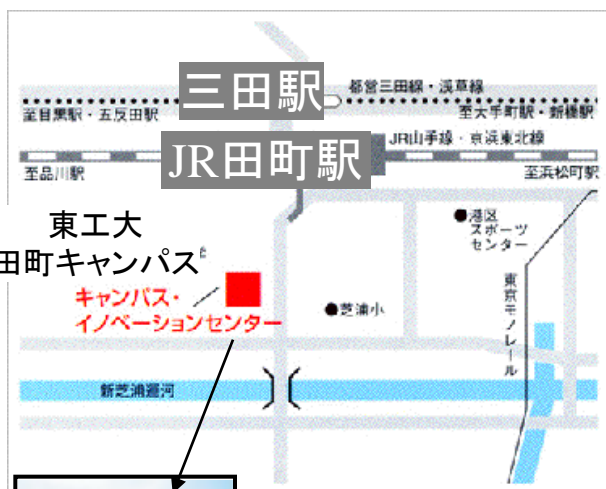 三田駅
都営三田線・浅草線
至目黒駅・五反田駅
至大手町駅・新橋駅
JR田町駅
JR山手線・京浜東北線
至品川駅
至浜松町駅
東工大
田町キャンパス
港区
スポーツ
センター
キャンパス・
イノベーションセンター
芝浦小
東京モノレール
新芝浦運河